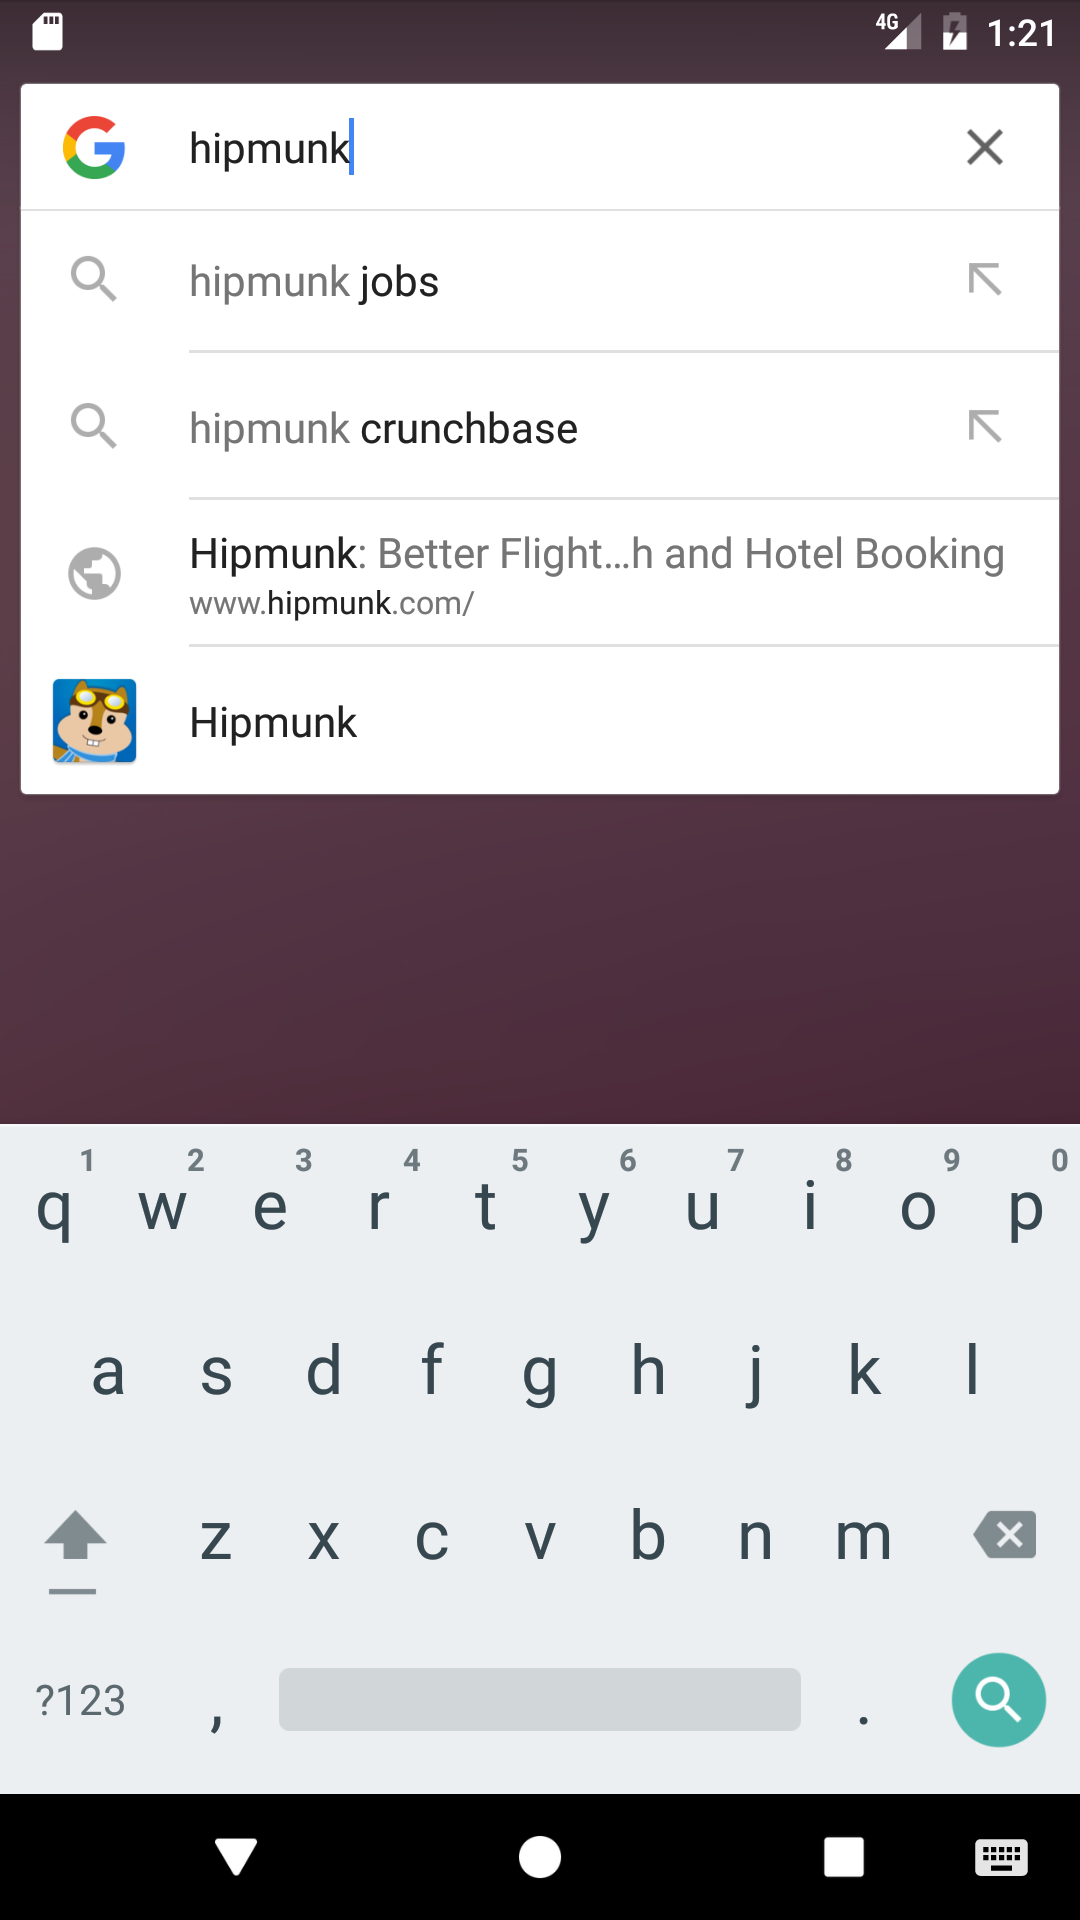 4G 1:21
hipmunk
hipmunk jobs
hipmunk crunchbase
Hipmunk: Better Flight...h and Hotel Booking
www.hipmunk.com/
Hipmunk
1 2 3 4 5 6 7 8 9 0
q w e r t y u i o p
a s d f g h j k l
z x c v b n m
?123 , .